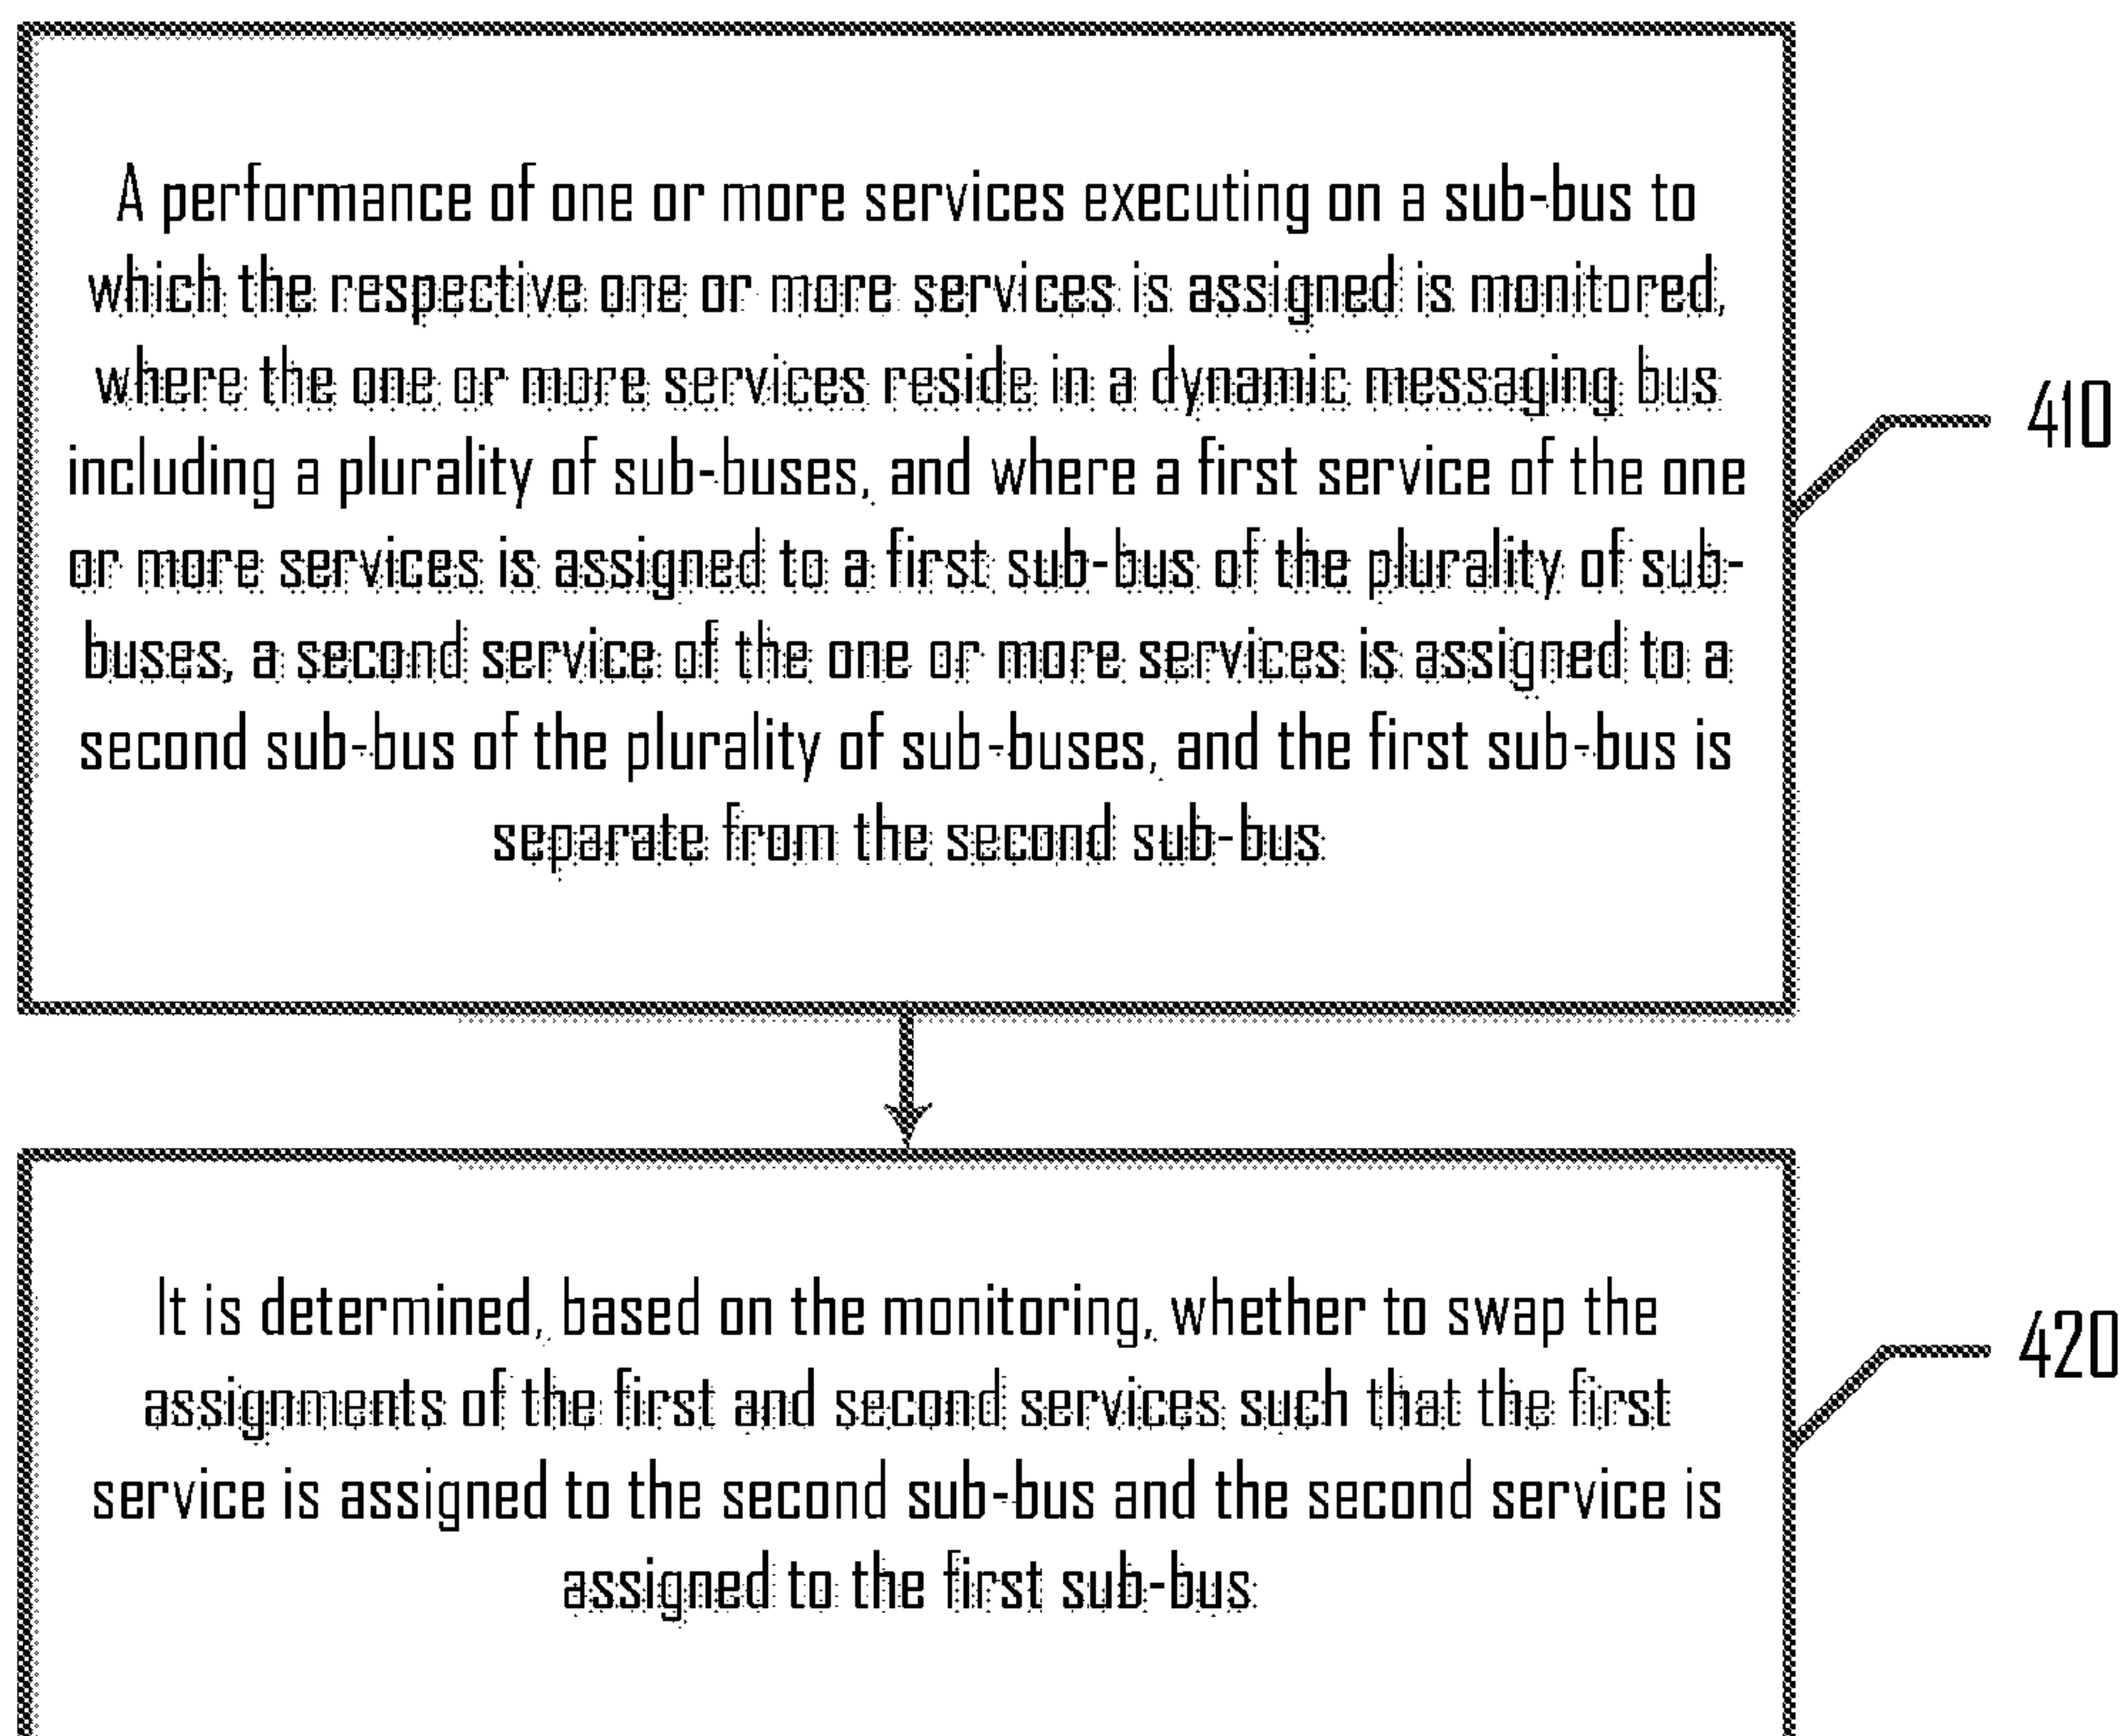 A performance of one or more services executing on a sub-bus to
which the respective one or more services is assigned is monitored,
where the one or more services reside in a dynamic messaging bus
including a plurality of sub-buses, and where a first service of the one
or more services is assigned to a first sub-bus of the plurality of sub-
buses, a second service of the one or more services is assigned to a
second sub-bus of the plurality of sub-buses, and the first sub-bus is
separate from the second sub-bus
410
It is determined, based on the monitoring, whether to swap the
assignments of the first and second services such that the first
service is assigned to the second sub-bus and the second service is
assigned to the first sub-bus
420